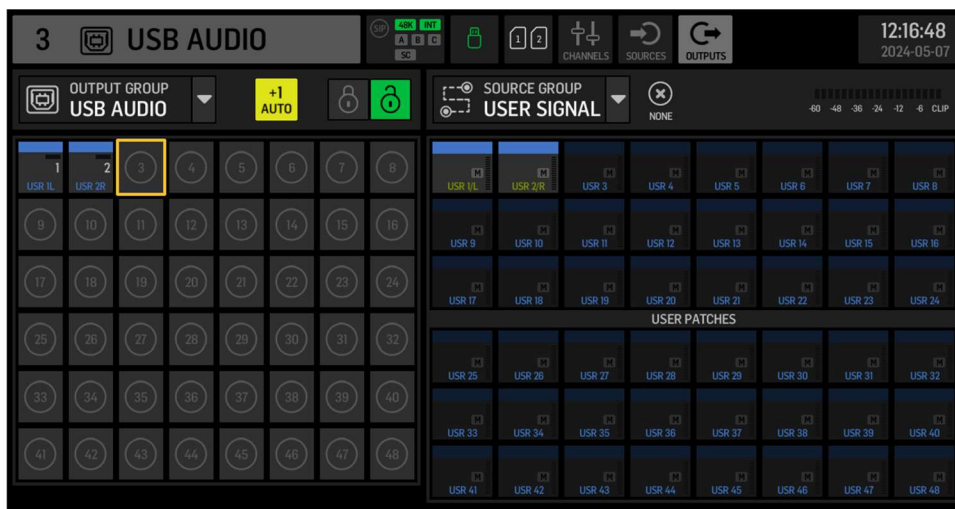 3 USB AUDIO
SIP 48K INT
A B C
SC
1 2
CHANNELS SOURCES OUTPUTS
12:16:48
2024-05-07
OUTPUT GROUP
USB AUDIO
+1
AUTO
SOURCE GROUP
USER SIGNAL
NONE
-60 -48 -36 -24 -12 -6 CLIP
1 2 3 4 5 6 7 8
USR 1L USR 2R
9 10 11 12 13 14 15 16
17 18 19 20 21 22 23 24
25 26 27 28 29 30 31 32
33 34 35 36 37 38 39 40
41 42 43 44 45 46 47 48
M M M M M M M M
USR 1/L USR 2/R USR 3 USR 4 USR 5 USR 6 USR 7 USR 8
M M M M M M M M
USR 9 USR 10 USR 11 USR 12 USR 13 USR 14 USR 15 USR 16
M M M M M M M M
USR 17 USR 18 USR 19 USR 20 USR 21 USR 22 USR 23 USR 24
USER PATCHES
M M M M M M M M
USR 25 USR 26 USR 27 USR 28 USR 29 USR 30 USR 31 USR 32
M M M M M M M M
USR 33 USR 34 USR 35 USR 36 USR 37 USR 38 USR 39 USR 40
M M M M M M M M
USR 41 USR 42 USR 43 USR 44 USR 45 USR 46 USR 47 USR 48